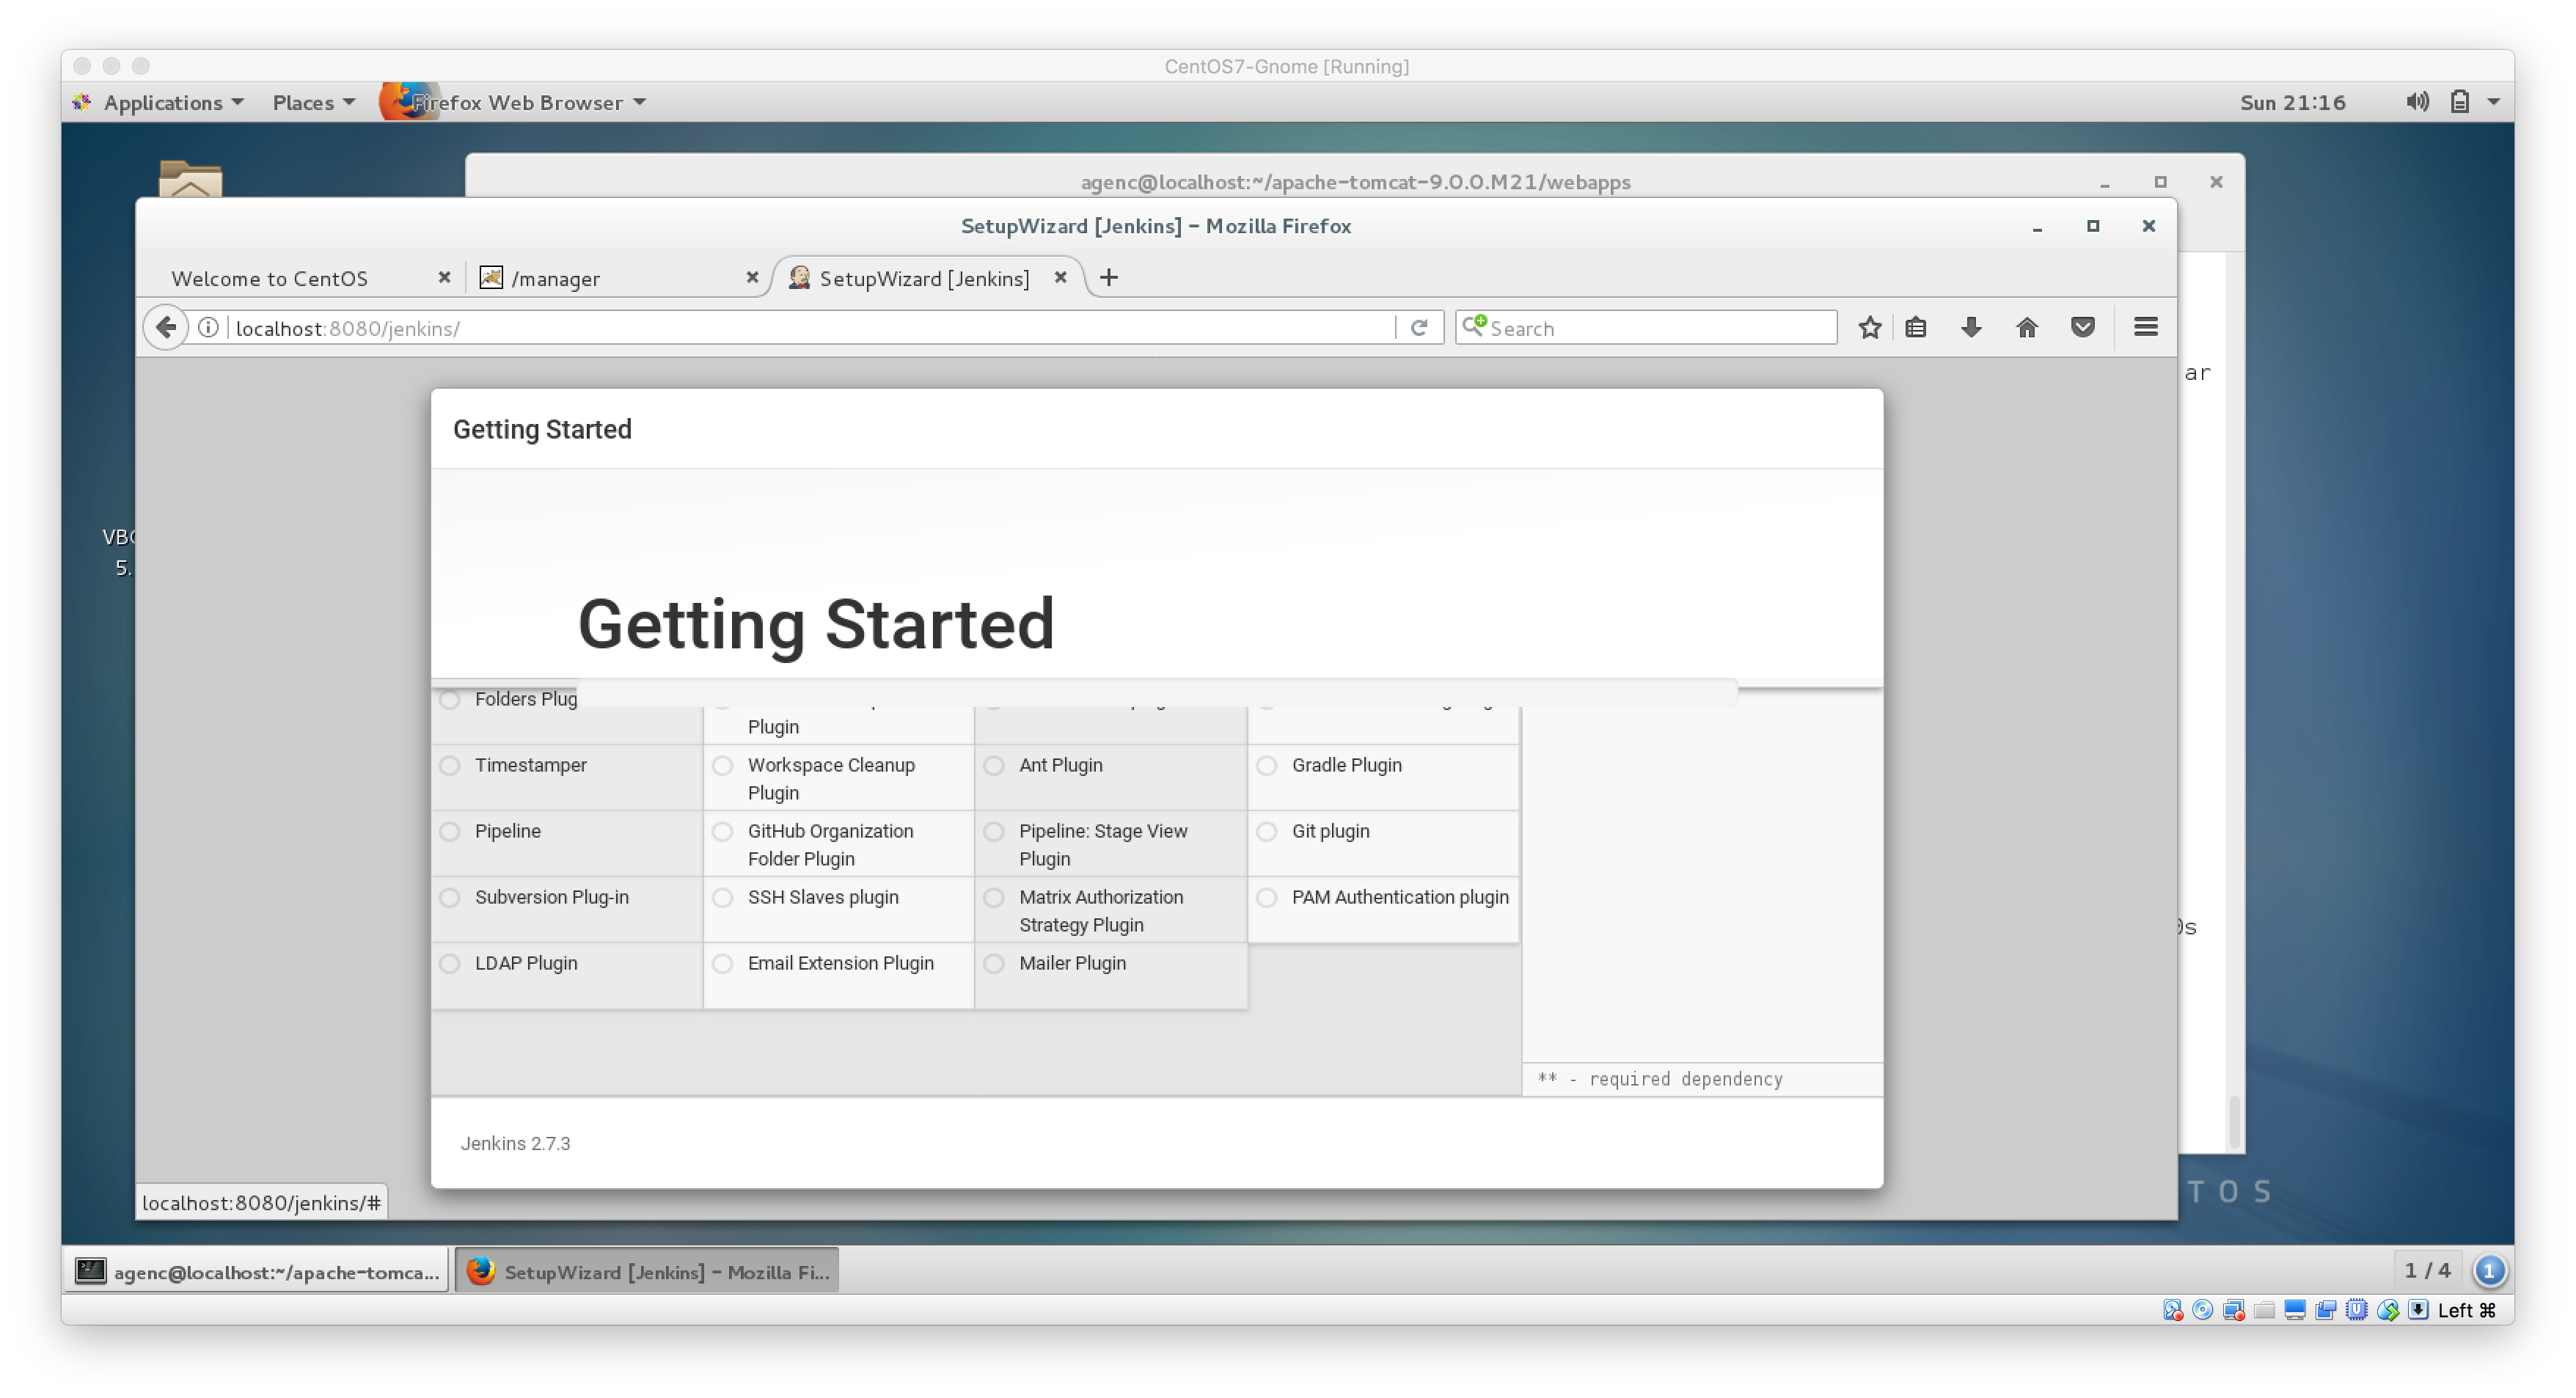 CentOS7-Gnome [Running]
Applications Places Firefox Web Browser Sun 21:16
agenc@localhost:~/apache-tomcat-9.0.0.M21/webapps
SetupWizard [Jenkins] - Mozilla Firefox
Welcome to CentOS /manager SetupWizard [Jenkins]
localhost:8080/jenkins/ Search
ar
Getting Started
VB
5.
Getting Started
Folders Plug
Plugin
Timestamper Workspace Cleanup Plugin Ant Plugin Gradle Plugin
Pipeline GitHub Organization Folder Plugin Pipeline: Stage View Plugin Git plugin
Subversion Plug-in SSH Slaves plugin Matrix Authorization Strategy Plugin PAM Authentication plugin
0s
LDAP Plugin Email Extension Plugin Mailer Plugin
** - required dependency
Jenkins 2.7.3
TOS
localhost:8080/jenkins/#
agenc@localhost:~/apache-tomca... SetupWizard [Jenkins] - Mozilla Fi... 1 / 4 1
Left ⌘